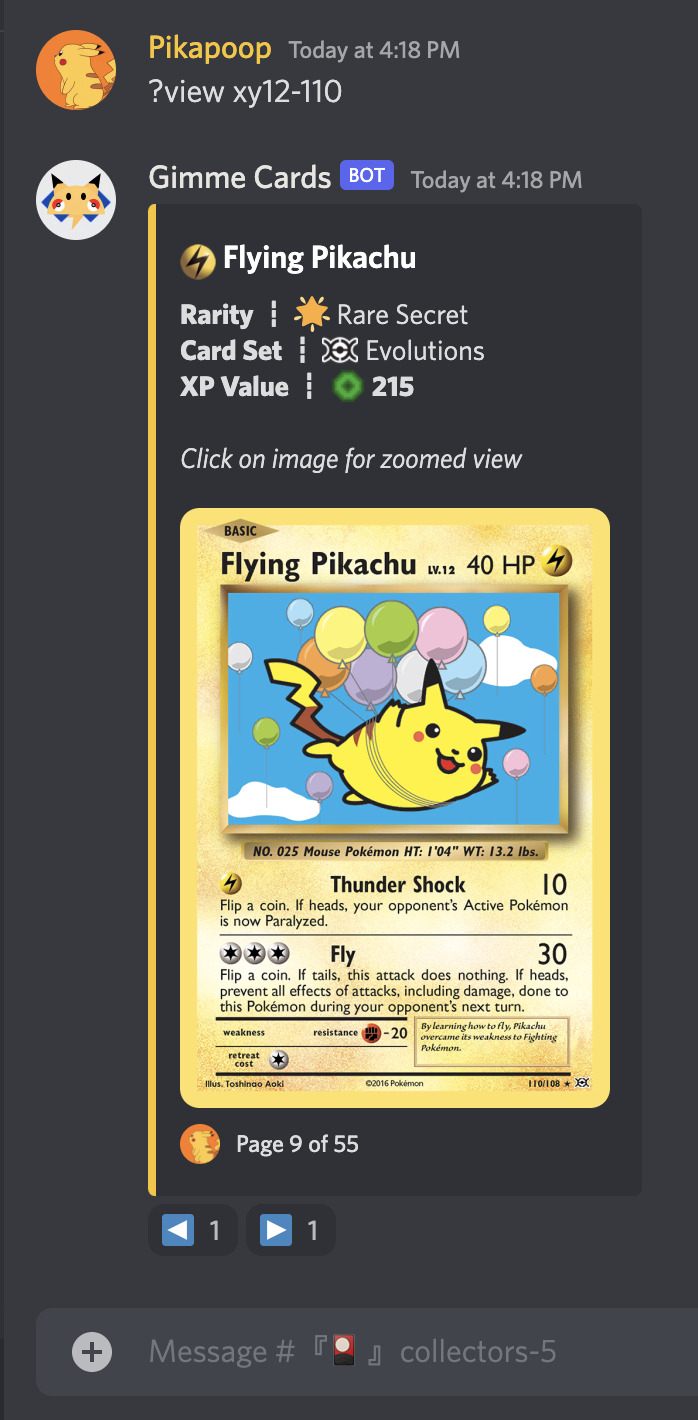 Pikapoop Today at 4:18 PM
?view xy12-110
Gimme Cards BOT Today at 4:18 PM
Flying Pikachu
Rarity ┋ Rare Secret
Card Set ┋ Evolutions
XP Value ┋ 215
Click on image for zoomed view
BASIC
Flying Pikachu LV.12 40 HP
NO. 025 Mouse Pokémon HT: 1'04" WT: 13.2 lbs.
Thunder Shock 10
Flip a coin. If heads, your opponent's Active Pokémon
is now Paralyzed.
Fly 30
Flip a coin. If tails, this attack does nothing. If heads,
prevent all effects of attacks, including damage, done to
this Pokémon during your opponent's next turn.
weakness resistance -20
retreat
cost
By learning how to fly, Pikachu
overcame its weakness to Fighting
Pokémon.
Illus. Toshinao Aoki ©2016 Pokémon 110/108 ★
Page 9 of 55
1 1
Message # 『🎴』 collectors-5